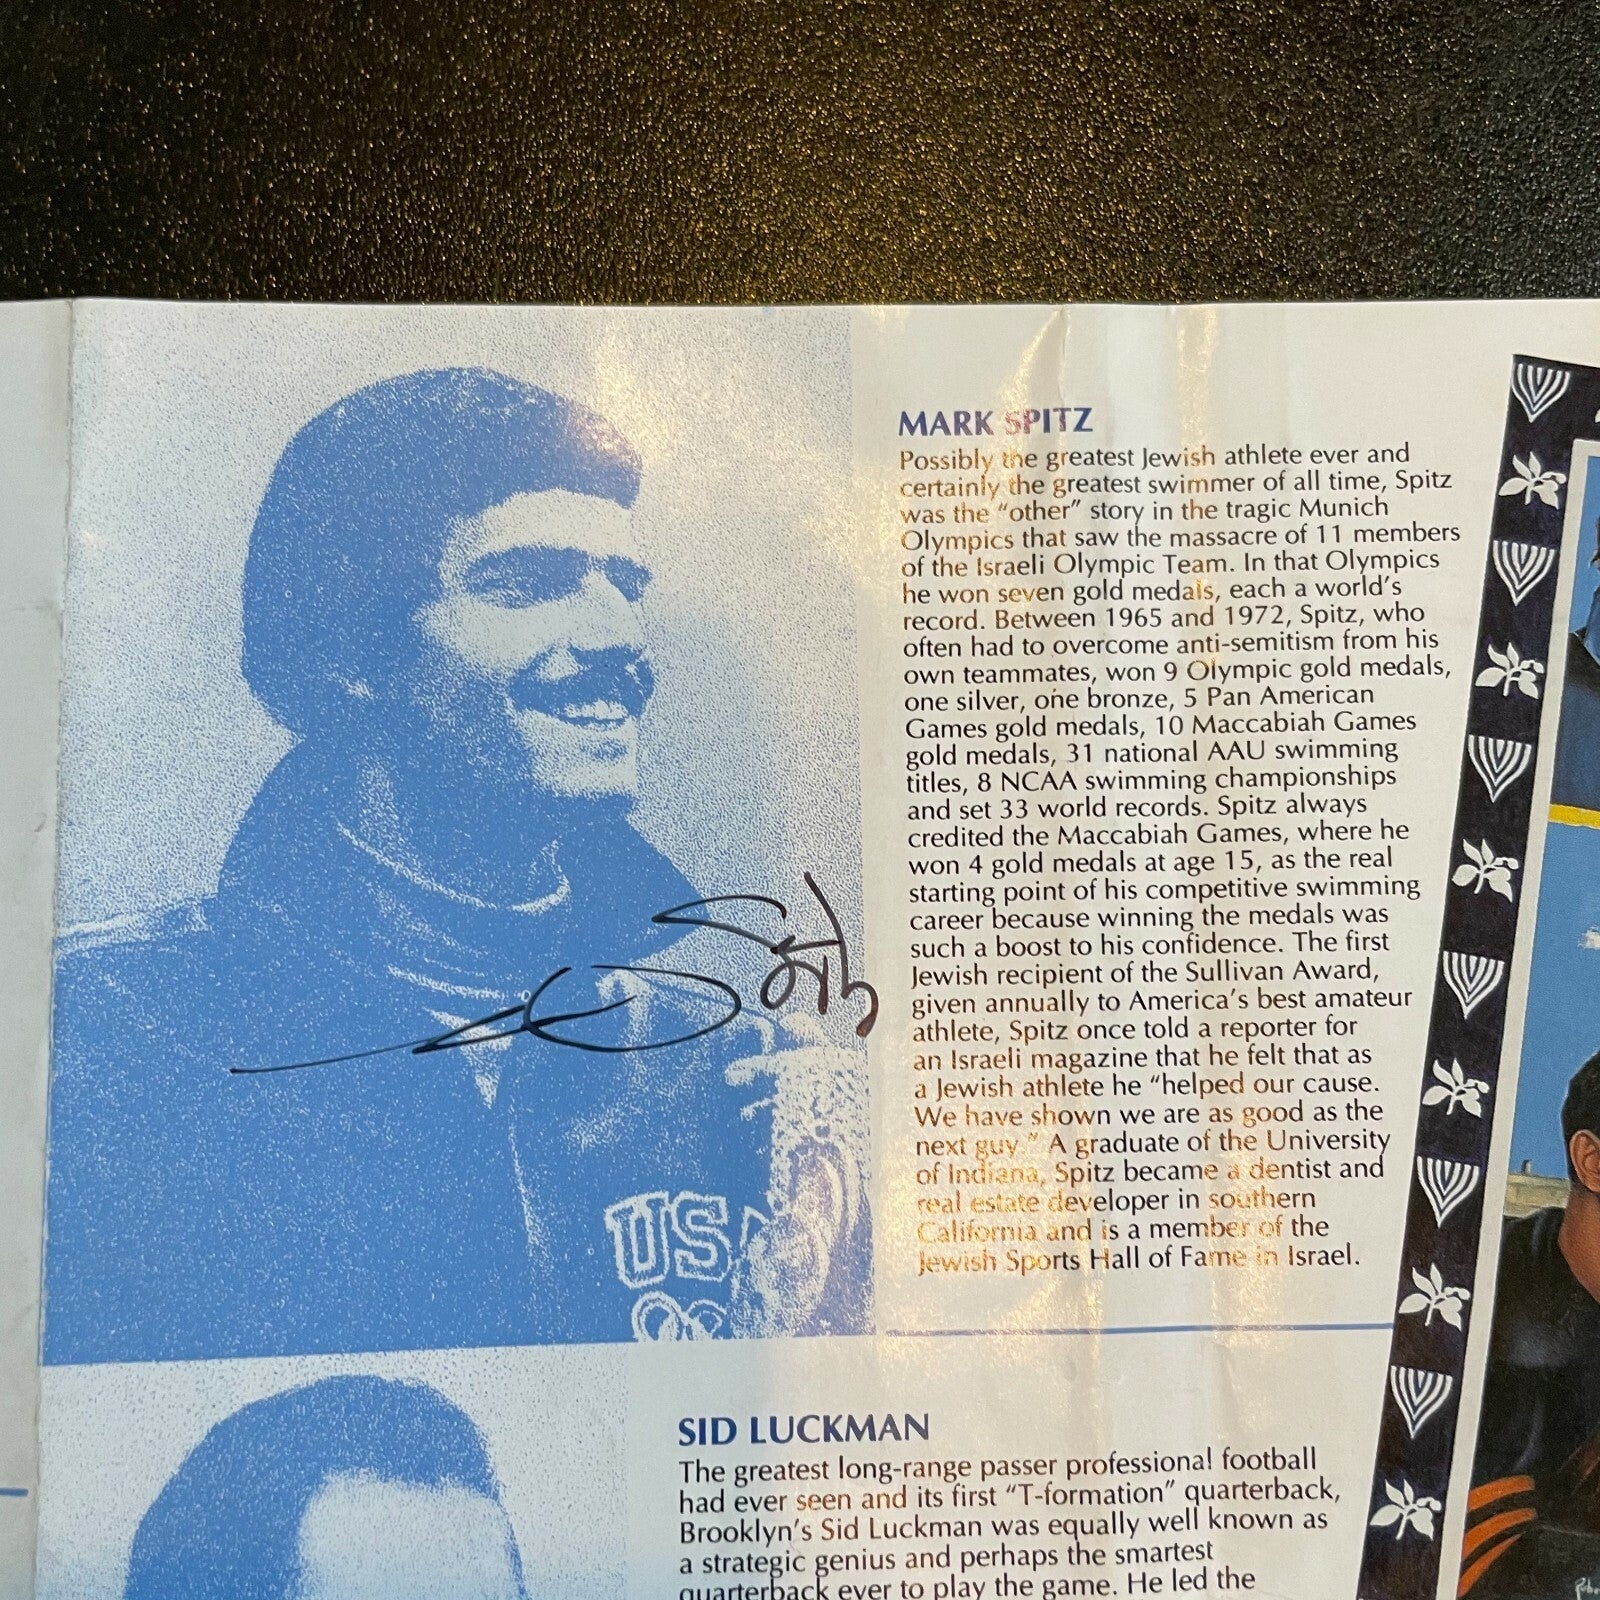 MARK SPITZ
Possibly the greatest Jewish athlete ever and
certainly the greatest swimmer of all time, Spitz
was the “other” story in the tragic Munich
Olympics that saw the massacre of 11 members
of the Israeli Olympic Team. In that Olympics
he won seven gold medals, each a world's
record. Between 1965 and 1972, Spitz, who
often had to overcome anti-semitism from his
own teammates, won 9 Olympic gold medals,
one silver, one bronze, 5 Pan American
Games gold medals, 10 Maccabiah Games
gold medals, 31 national AAU swimming
titles, 8 NCAA swimming championships
and set 33 world records. Spitz always
credited the Maccabiah Games, where he
won 4 gold medals at age 15, as the real
starting point of his competitive swimming
career because winning the medals was
such a boost to his confidence. The first
Jewish recipient of the Sullivan Award,
given annually to America's best amateur
athlete, Spitz once told a reporter for
an Israeli magazine that he felt that as
a Jewish athlete he “helped our cause.
We have shown we are as good as the
next guy.” A graduate of the University
of Indiana, Spitz became a dentist and
real estate developer in southern
California and is a member of the
Jewish Sports Hall of Fame in Israel.
USA
SID LUCKMAN
The greatest long-range passer professional football
had ever seen and its first “T-formation” quarterback,
Brooklyn's Sid Luckman was equally well known as
a strategic genius and perhaps the smartest
quarterback ever to play the game. He led the